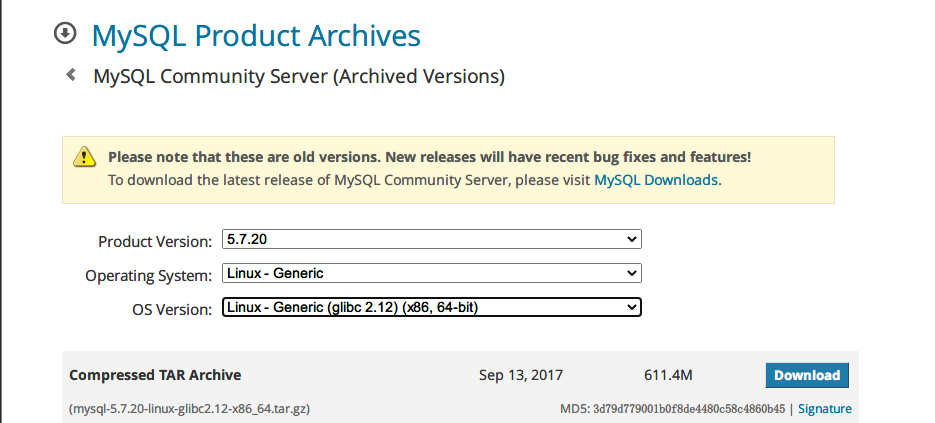 MySQL Product Archives
MySQL Community Server (Archived Versions)
Please note that these are old versions. New releases will have recent bug fixes and features!
To download the latest release of MySQL Community Server, please visit MySQL Downloads.
Product Version: 5.7.20
Operating System: Linux - Generic
OS Version: Linux - Generic (glibc 2.12) (x86, 64-bit)
Compressed TAR Archive Sep 13, 2017 611.4M Download
(mysql-5.7.20-linux-glibc2.12-x86_64.tar.gz) MD5: 3d79d779001b0f8de4480c58c4860b45 | Signature